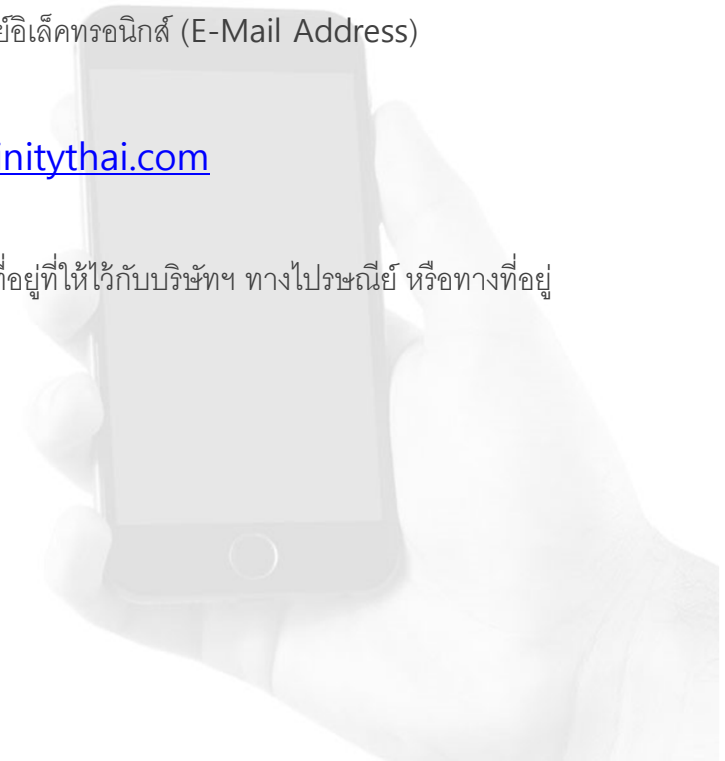 ย์อิเล็คทรอนิกส์ (E-Mail Address)
initythai.com
ที่อยู่ที่ให้ไว้กับบริษัทฯ ทางไปรษณีย์ หรือทางที่อยู่